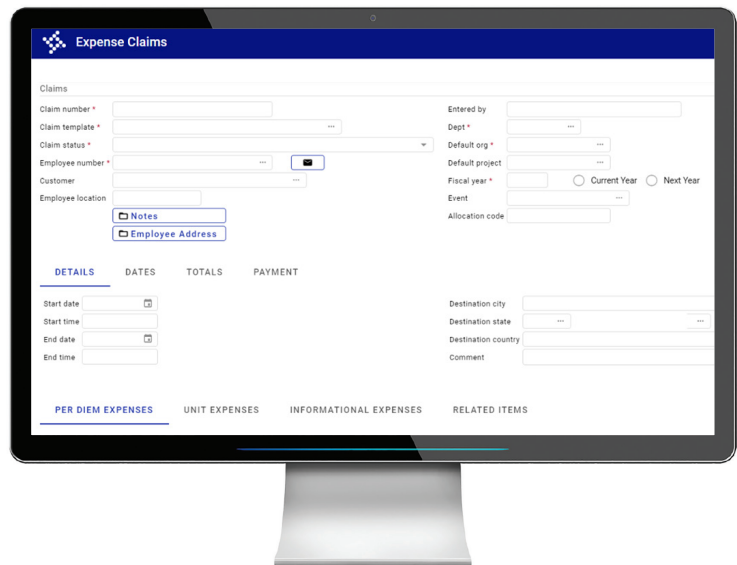 Expense Claims
Claims
Claim number *
Entered by
Claim template *
Dept *
Claim status *
Default org *
Employee number *
Default project
Customer
Fiscal year *
Current Year
Next Year
Employee location
Event
Notes
Allocation code
Employee Address
DETAILS DATES TOTALS PAYMENT
Start date
Destination city
Start time
Destination state
End date
Destination country
End time
Comment
PER DIEM EXPENSES UNIT EXPENSES INFORMATIONAL EXPENSES RELATED ITEMS